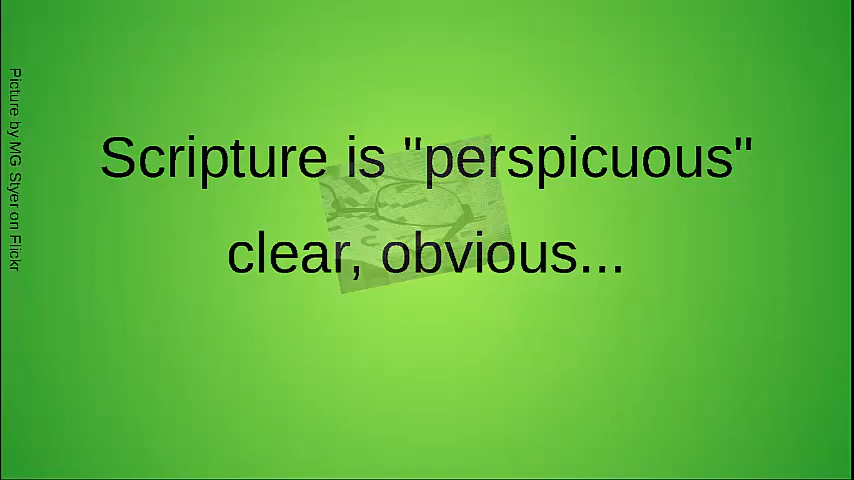 Picture by MG Styer on Flickr
Scripture is "perspicuous"
clear, obvious...